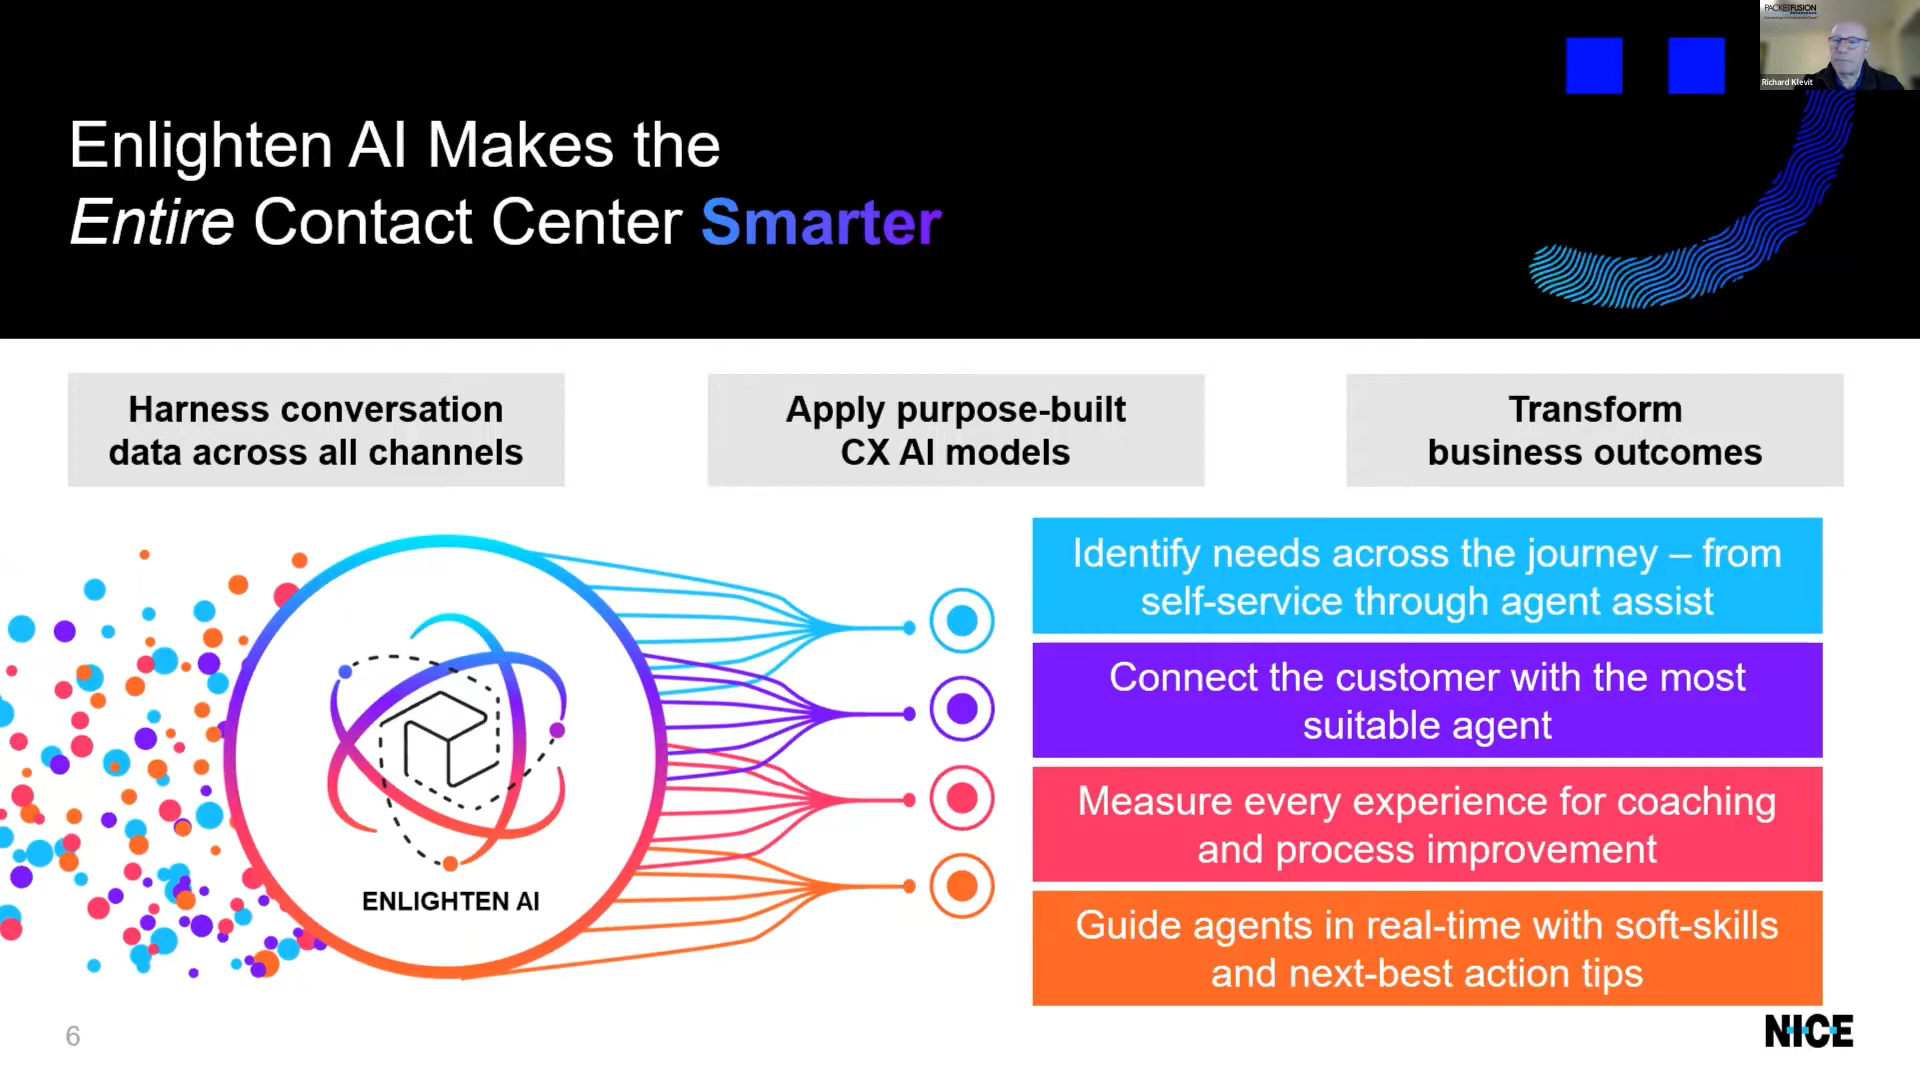 PACKETFUSION
Richard Klevit
Enlighten AI Makes the
Entire Contact Center Smarter
Harness conversation
data across all channels
Apply purpose-built
CX AI models
Transform
business outcomes
ENLIGHTEN AI
Identify needs across the journey – from
self-service through agent assist
Connect the customer with the most
suitable agent
Measure every experience for coaching
and process improvement
Guide agents in real-time with soft-skills
and next-best action tips
6
NICE